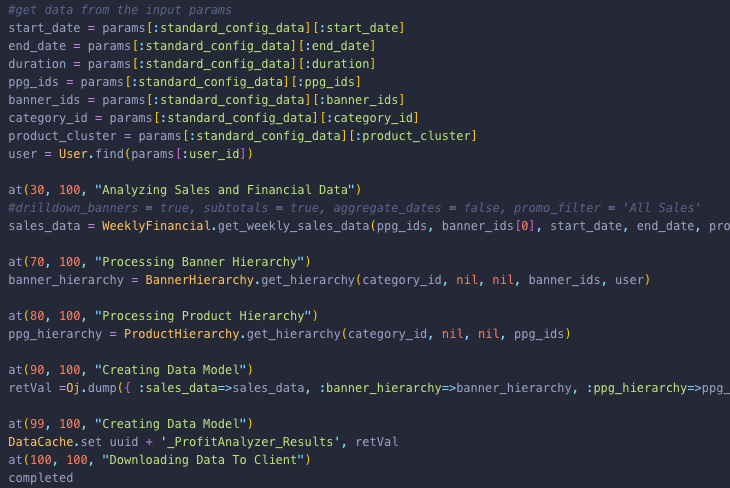 #get data from the input params
start_date = params[:standard_config_data][:start_date]
end_date = params[:standard_config_data][:end_date]
duration = params[:standard_config_data][:duration]
ppg_ids = params[:standard_config_data][:ppg_ids]
banner_ids = params[:standard_config_data][:banner_ids]
category_id = params[:standard_config_data][:category_id]
product_cluster = params[:standard_config_data][:product_cluster]
user = User.find(params[:user_id])
at(30, 100, "Analyzing Sales and Financial Data")
#drilldown_banners = true, subtotals = true, aggregate_dates = false, promo_filter = 'All Sales'
sales_data = WeeklyFinancial.get_weekly_sales_data(ppg_ids, banner_ids[0], start_date, end_date, pro
at(70, 100, "Processing Banner Hierarchy")
banner_hierarchy = BannerHierarchy.get_hierarchy(category_id, nil, nil, banner_ids, user)
at(80, 100, "Processing Product Hierarchy")
ppg_hierarchy = ProductHierarchy.get_hierarchy(category_id, nil, nil, ppg_ids)
at(90, 100, "Creating Data Model")
retVal =Oj.dump({ :sales_data=>sales_data, :banner_hierarchy=>banner_hierarchy, :ppg_hierarchy=>ppg_
at(99, 100, "Creating Data Model")
DataCache.set uuid + '_ProfitAnalyzer_Results', retVal
at(100, 100, "Downloading Data To Client")
completed